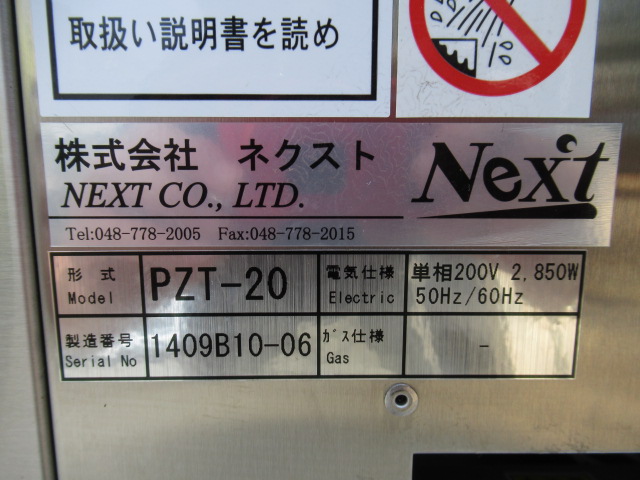 取扱い説明書を読め
株式会社 ネクスト
NEXT CO., LTD.
Next
Tel:048-778-2005 Fax:048-778-2015
形式 PZT-20 電気仕様 単相200V 2,850W
Model Electric 50Hz/60Hz
製造番号 1409B10-06 ガス仕様 -
Serial No Gas